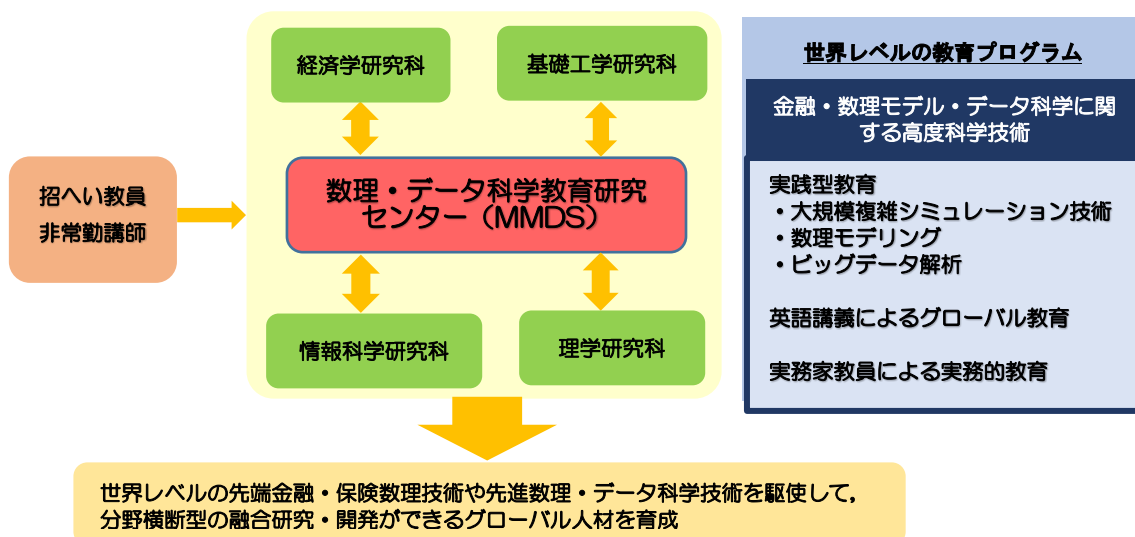 経済学研究科
基礎工学研究科
招へい教員
非常勤講師
数理・データ科学教育研究
センター（MMDS）
情報科学研究科
理学研究科
世界レベルの教育プログラム
金融・数理モデル・データ科学に関
する高度科学技術
実践型教育
・大規模複雑シミュレーション技術
・数理モデリング
・ビッグデータ解析
英語講義によるグローバル教育
実務家教員による実務的教育
世界レベルの先端金融・保険数理技術や先進数理・データ科学技術を駆使して，
分野横断型の融合研究・開発ができるグローバル人材を育成